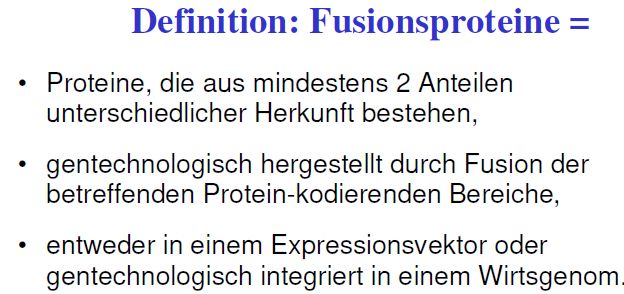 Definition: Fusionsproteine =
• Proteine, die aus mindestens 2 Anteilen
unterschiedlicher Herkunft bestehen,
• gentechnologisch hergestellt durch Fusion der
betreffenden Protein-kodierenden Bereiche,
• entweder in einem Expressionsvektor oder
gentechnologisch integriert in einem Wirtsgenom.